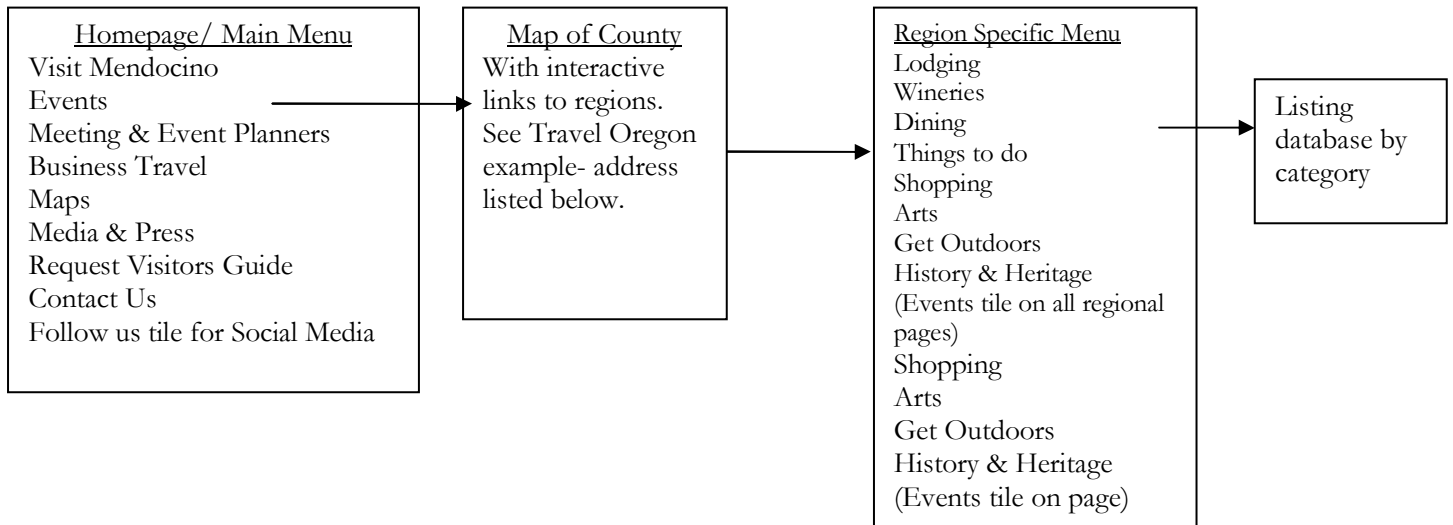 Homepage/ Main Menu
Visit Mendocino
Events
Meeting & Event Planners
Business Travel
Maps
Media & Press
Request Visitors Guide
Contact Us
Follow us tile for Social Media
Map of County
With interactive
links to regions.
See Travel Oregon
example- address
listed below.
Region Specific Menu
Lodging
Wineries
Dining
Things to do
Shopping
Arts
Get Outdoors
History & Heritage
(Events tile on all regional
pages)
Shopping
Arts
Get Outdoors
History & Heritage
(Events tile on page)
Listing
database by
category